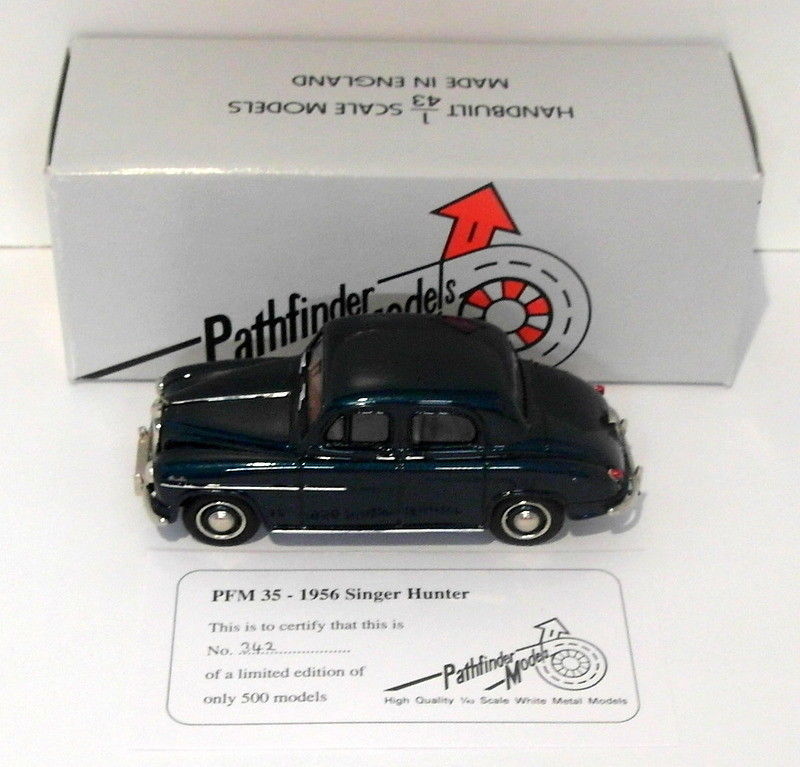 HANDBUILT 1/43 SCALE MODELS
MADE IN ENGLAND
Pathfinder
Models
PFM 35 - 1956 Singer Hunter
This is to certify that this is
No. 342
of a limited edition of
only 500 models
Pathfinder
Models
High Quality 1/43 Scale White Metal Models